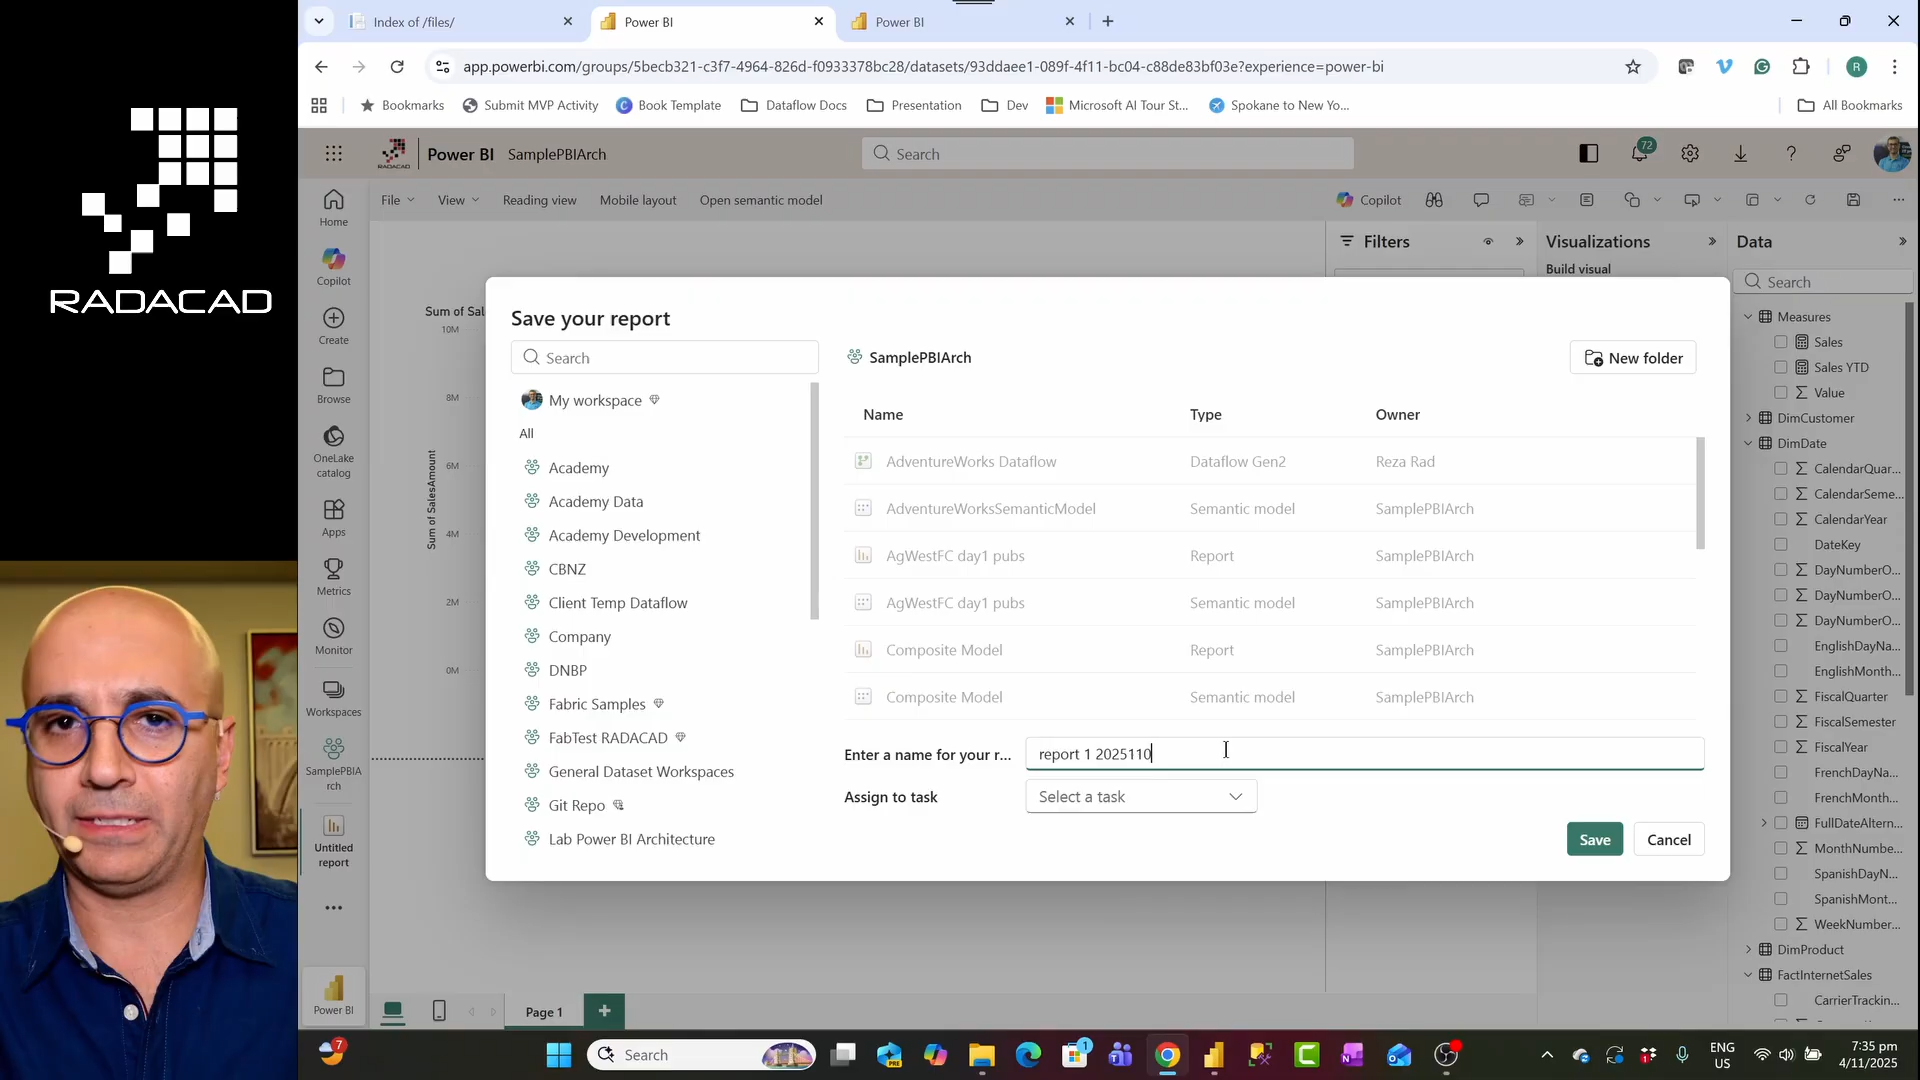 RADACAD
Index of /files/
Power BI
Power BI
app.powerbi.com/groups/5becb321-c3f7-4964-826d-f0933378bc28/datasets/93ddaee1-089f-4f11-bc04-c88de83bf03e?experience=power-bi
R
Bookmarks
Submit MVP Activity
Book Template
Dataflow Docs
Presentation
Dev
Microsoft AI Tour St...
Spokane to New Yo...
All Bookmarks
RADACAD
Power BI
SamplePBIArch
Search
72
Home
Copilot
Create
Browse
OneLake
catalog
Apps
Metrics
Monitor
Workspaces
SamplePBIA
rch
Untitled
report
Power BI
File
View
Reading view
Mobile layout
Open semantic model
Copilot
Filters
Visualizations
Build visual
Data
Search
Sum of Sal
10M
8M
6M
4M
2M
0M
Sum of SalesAmount
Save your report
Search
My workspace
All
Academy
Academy Data
Academy Development
CBNZ
Client Temp Dataflow
Company
DNBP
Fabric Samples
FabTest RADACAD
General Dataset Workspaces
Git Repo
Lab Power BI Architecture
SamplePBIArch
New folder
Name Type Owner
AdventureWorks Dataflow Dataflow Gen2 Reza Rad
AdventureWorksSemanticModel Semantic model SamplePBIArch
AgWestFC day1 pubs Report SamplePBIArch
AgWestFC day1 pubs Semantic model SamplePBIArch
Composite Model Report SamplePBIArch
Composite Model Semantic model SamplePBIArch
Enter a name for your r... report 1 2025110
Assign to task Select a task
Save
Cancel
Measures
Sales
Sales YTD
Value
DimCustomer
DimDate
CalendarQuar...
CalendarSeme...
CalendarYear
DateKey
DayNumberO...
DayNumberO...
DayNumberO...
EnglishDayNa...
EnglishMonth...
FiscalQuarter
FiscalSemester
FiscalYear
FrenchDayNa...
FrenchMonth...
FullDateAltern...
MonthNumbe...
SpanishDayN...
SpanishMont...
WeekNumber...
DimProduct
FactInternetSales
CarrierTrackin...
Page 1
7
Search
PRE
1
ENG
US
7:35 pm
4/11/2025